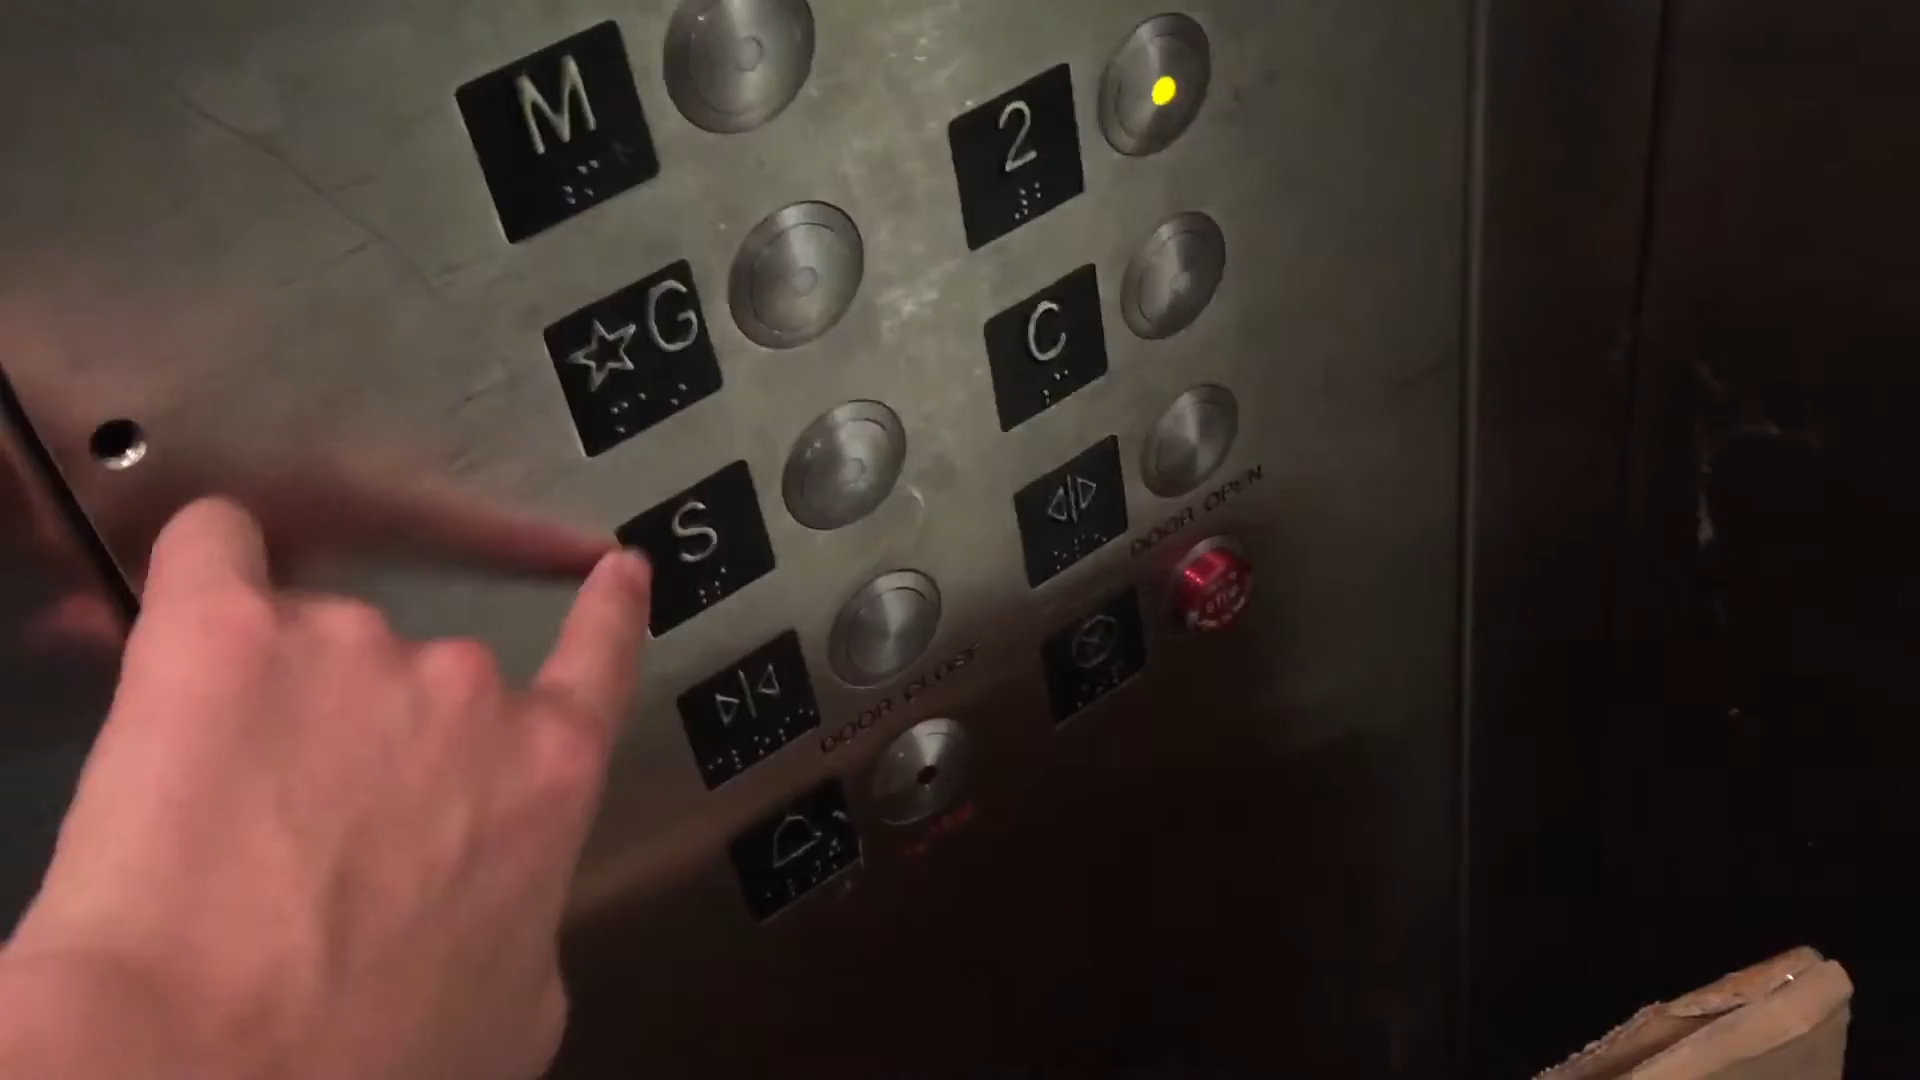 M
2
☆G
C
S
DOOR OPEN
STOP
DOOR CLOSE